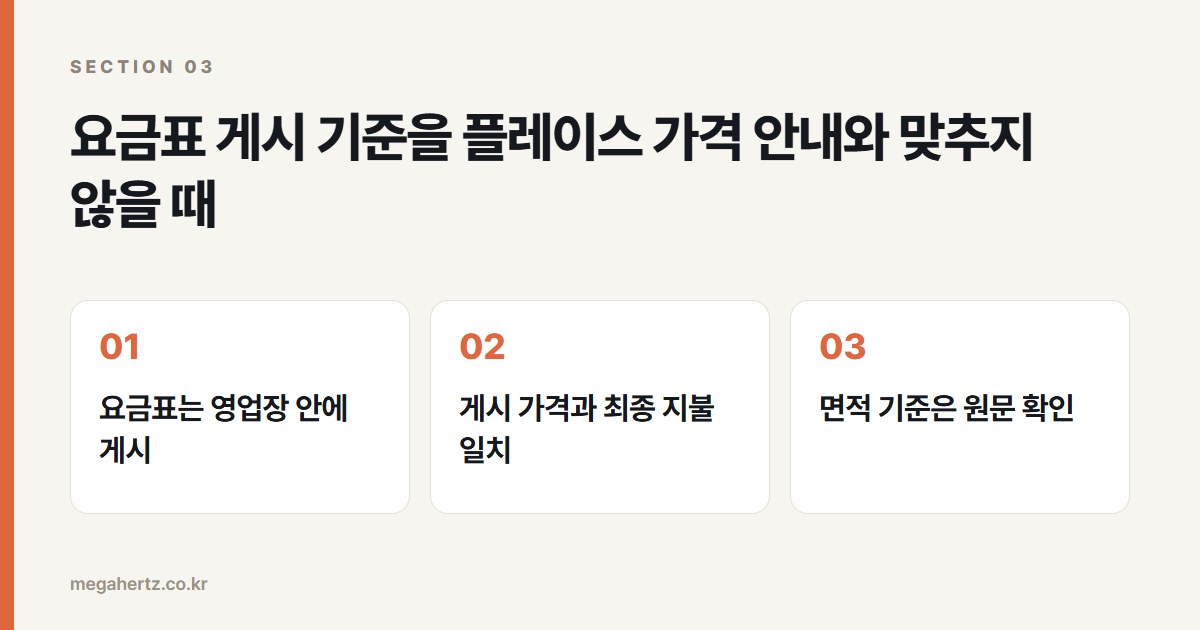 SECTION 03
요금표 게시 기준을 플레이스 가격 안내와 맞추지
않을 때
01
요금표는 영업장 안에
게시
02
게시 가격과 최종 지불
일치
03
면적 기준은 원문 확인
megahertz.co.kr